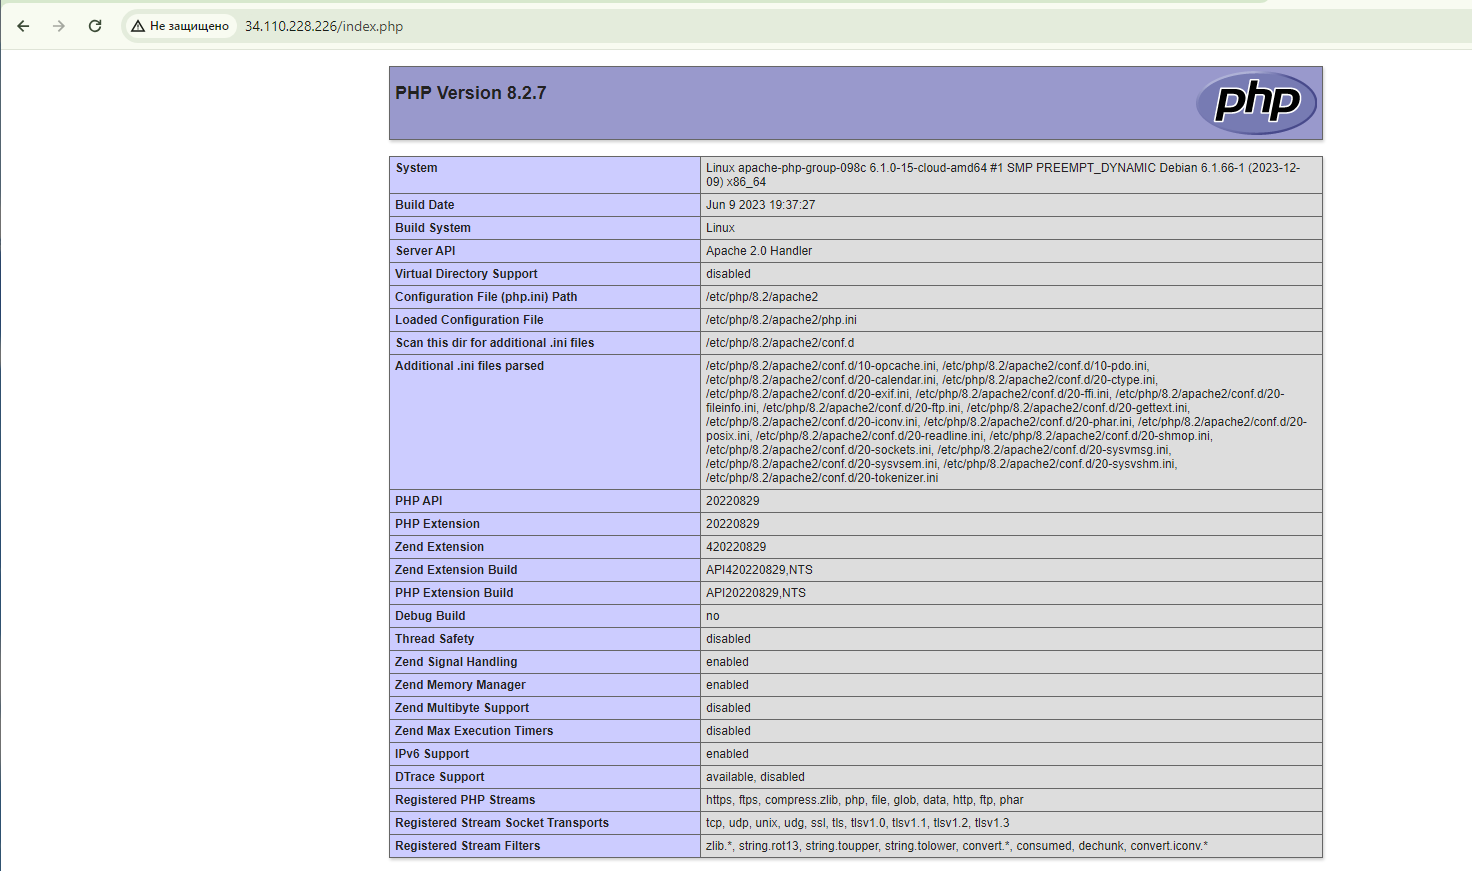 Не защищено 34.110.228.226/index.php
PHP Version 8.2.7
php
System Linux apache-php-group-098c 6.1.0-15-cloud-amd64 #1 SMP PREEMPT_DYNAMIC Debian 6.1.66-1 (2023-12-
09) x86_64
Build Date Jun 9 2023 19:37:27
Build System Linux
Server API Apache 2.0 Handler
Virtual Directory Support disabled
Configuration File (php.ini) Path /etc/php/8.2/apache2
Loaded Configuration File /etc/php/8.2/apache2/php.ini
Scan this dir for additional .ini files /etc/php/8.2/apache2/conf.d
Additional .ini files parsed /etc/php/8.2/apache2/conf.d/10-opcache.ini, /etc/php/8.2/apache2/conf.d/10-pdo.ini,
/etc/php/8.2/apache2/conf.d/20-calendar.ini, /etc/php/8.2/apache2/conf.d/20-ctype.ini,
/etc/php/8.2/apache2/conf.d/20-exif.ini, /etc/php/8.2/apache2/conf.d/20-ffi.ini, /etc/php/8.2/apache2/conf.d/20-
fileinfo.ini, /etc/php/8.2/apache2/conf.d/20-ftp.ini, /etc/php/8.2/apache2/conf.d/20-gettext.ini,
/etc/php/8.2/apache2/conf.d/20-iconv.ini, /etc/php/8.2/apache2/conf.d/20-phar.ini, /etc/php/8.2/apache2/conf.d/20-
posix.ini, /etc/php/8.2/apache2/conf.d/20-readline.ini, /etc/php/8.2/apache2/conf.d/20-shmop.ini,
/etc/php/8.2/apache2/conf.d/20-sockets.ini, /etc/php/8.2/apache2/conf.d/20-sysvmsg.ini,
/etc/php/8.2/apache2/conf.d/20-sysvsem.ini, /etc/php/8.2/apache2/conf.d/20-sysvshm.ini,
/etc/php/8.2/apache2/conf.d/20-tokenizer.ini
PHP API 20220829
PHP Extension 20220829
Zend Extension 420220829
Zend Extension Build API420220829,NTS
PHP Extension Build API20220829,NTS
Debug Build no
Thread Safety disabled
Zend Signal Handling enabled
Zend Memory Manager enabled
Zend Multibyte Support disabled
Zend Max Execution Timers disabled
IPv6 Support enabled
DTrace Support available, disabled
Registered PHP Streams https, ftps, compress.zlib, php, file, glob, data, http, ftp, phar
Registered Stream Socket Transports tcp, udp, unix, udg, ssl, tls, tlsv1.0, tlsv1.1, tlsv1.2, tlsv1.3
Registered Stream Filters zlib.*, string.rot13, string.toupper, string.tolower, convert.*, consumed, dechunk, convert.iconv.*